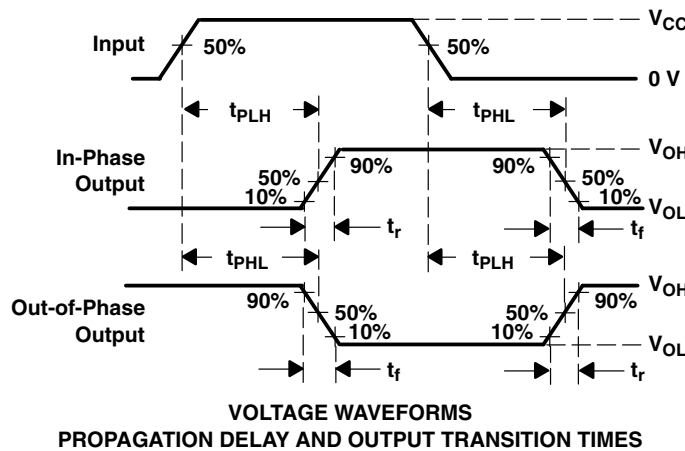 V_CC
Input
50%
50%
0 V
t_PLH
t_PHL
In-Phase
Output
V_OH
90%
90%
50%
50%
10%
10%
V_OL
t_r
t_f
t_PHL
t_PLH
Out-of-Phase
Output
V_OH
90%
90%
50%
50%
10%
10%
V_OL
t_f
t_r
VOLTAGE WAVEFORMS
PROPAGATION DELAY AND OUTPUT TRANSITION TIMES